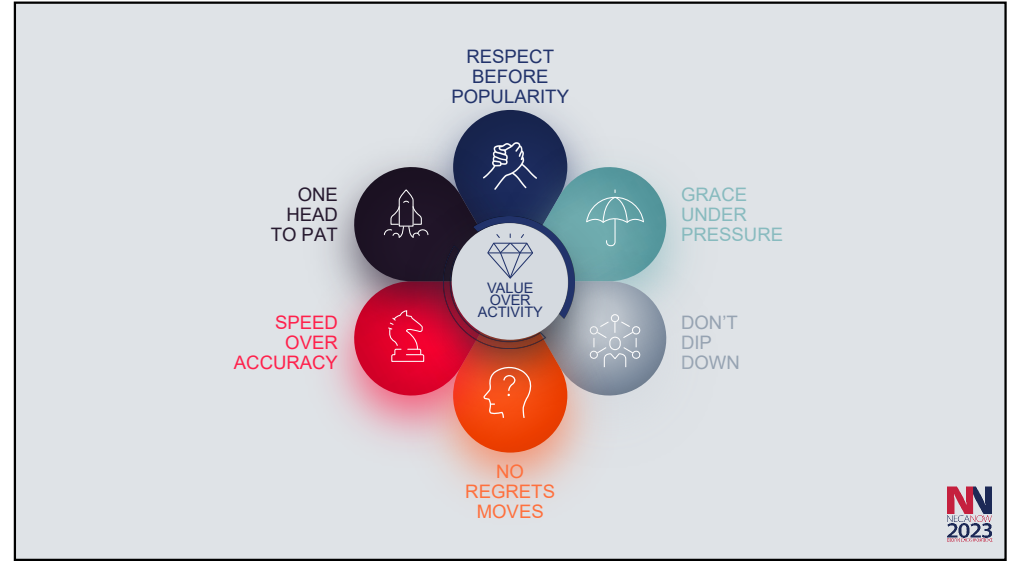 RESPECT
BEFORE
POPULARITY
ONE
HEAD
TO PAT
GRACE
UNDER
PRESSURE
VALUE
OVER
ACTIVITY
SPEED
OVER
ACCURACY
DON'T
DIP
DOWN
NO
REGRETS
MOVES
NN
NECANOW
2023